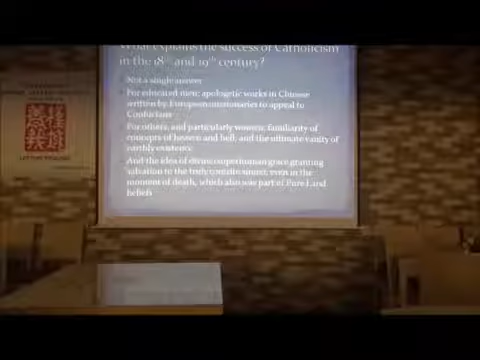 What explains the success of Catholicism
in the 18th and 19th century?
Not a single answer
For educated men: apologetic works in Chinese
written by European missionaries to appeal to
Confucians
For others, and particularly women: familiarity of
concepts of heaven and hell, and the ultimate vanity of
earthly existence
And the idea of divine/superhuman grace granting
salvation to the truly contrite sinner, even in the
moment of death, which also was part of Pure Land
beliefs